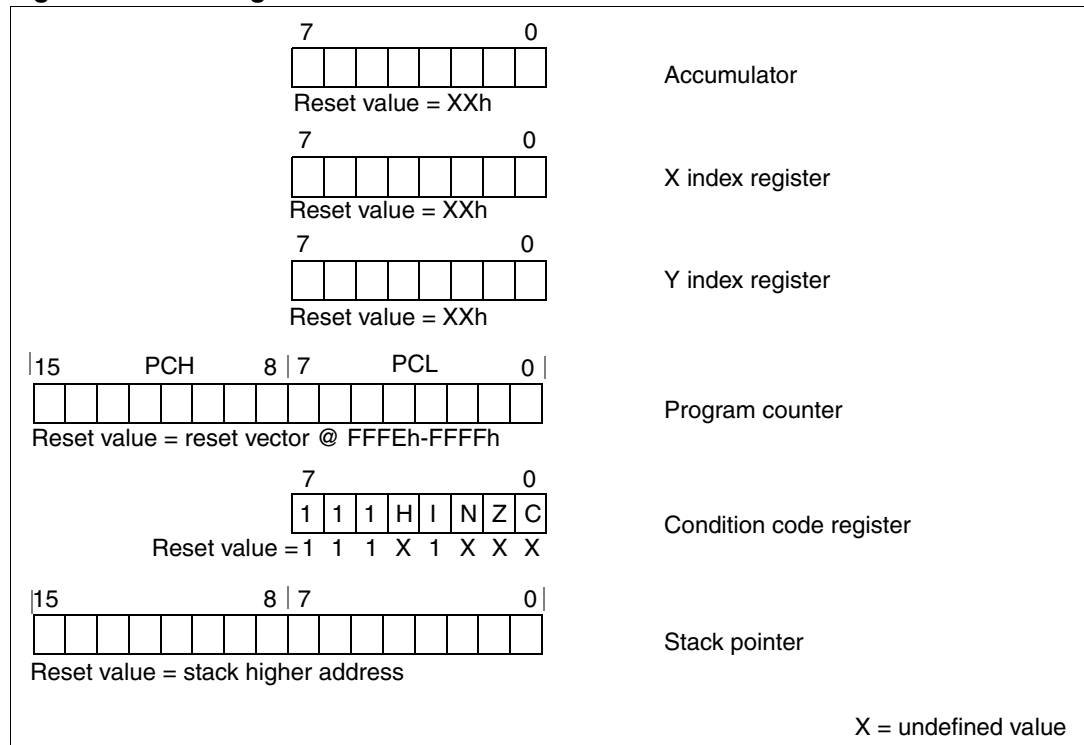 7 0
Accumulator
Reset value = XXh
7 0
X index register
Reset value = XXh
7 0
Y index register
Reset value = XXh
15 PCH 8 7 PCL 0
Program counter
Reset value = reset vector @ FFFEh-FFFFh
7 0
1 1 1 H I N Z C
Condition code register
Reset value = 1 1 1 X 1 X X X
15 8 7 0
Stack pointer
Reset value = stack higher address
X = undefined value